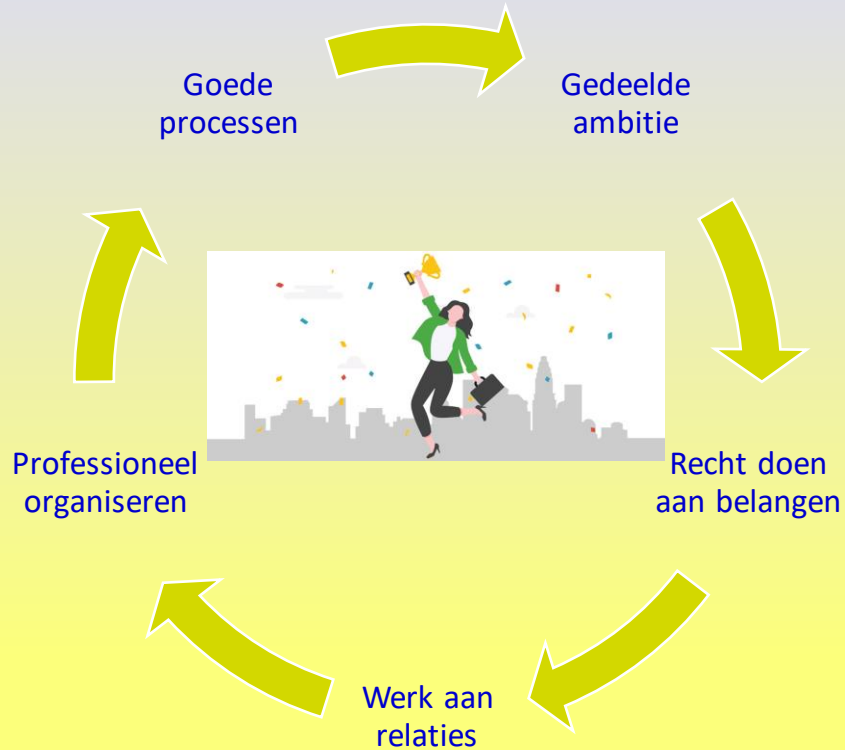 Goede
processen
Gedeelde
ambitie
Recht doen
aan belangen
Werk aan
relaties
Professioneel
organiseren